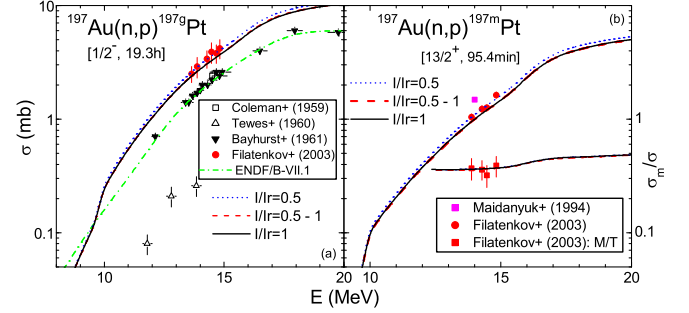 10
1
0.1
σ (mb)
¹⁹⁷Au(n,p)¹⁹⁷ᵍPt
[1/2⁻, 19.3h]
Coleman+ (1959)
Tewes+ (1960)
Bayhurst+ (1961)
Filatenkov+ (2003)
ENDF/B-VII.1
I/Ir=0.5
I/Ir=0.5 - 1
I/Ir=1
(a)
10 15 20
¹⁹⁷Au(n,p)¹⁹⁷ᵐPt
(b)
[13/2⁺, 95.4min]
I/Ir=0.5
I/Ir=0.5 - 1
I/Ir=1
Maidanyuk+ (1994)
Filatenkov+ (2003)
Filatenkov+ (2003): M/T
10
1
0.1
σₘ/σ
10 15 20
E (MeV)